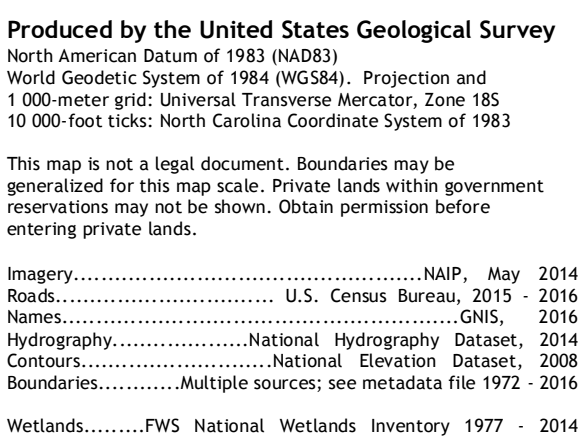 Produced by the United States Geological Survey
North American Datum of 1983 (NAD83)
World Geodetic System of 1984 (WGS84). Projection and
1 000-meter grid: Universal Transverse Mercator, Zone 18S
10 000-foot ticks: North Carolina Coordinate System of 1983
This map is not a legal document. Boundaries may be
generalized for this map scale. Private lands within government
reservations may not be shown. Obtain permission before
entering private lands.
Imagery..............................................NAIP, May 2014
Roads............................. U.S. Census Bureau, 2015 - 2016
Names....................................................GNIS, 2016
Hydrography...................National Hydrography Dataset, 2014
Contours.............................National Elevation Dataset, 2008
Boundaries...........Multiple sources; see metadata file 1972 - 2016
Wetlands.........FWS National Wetlands Inventory 1977 - 2014